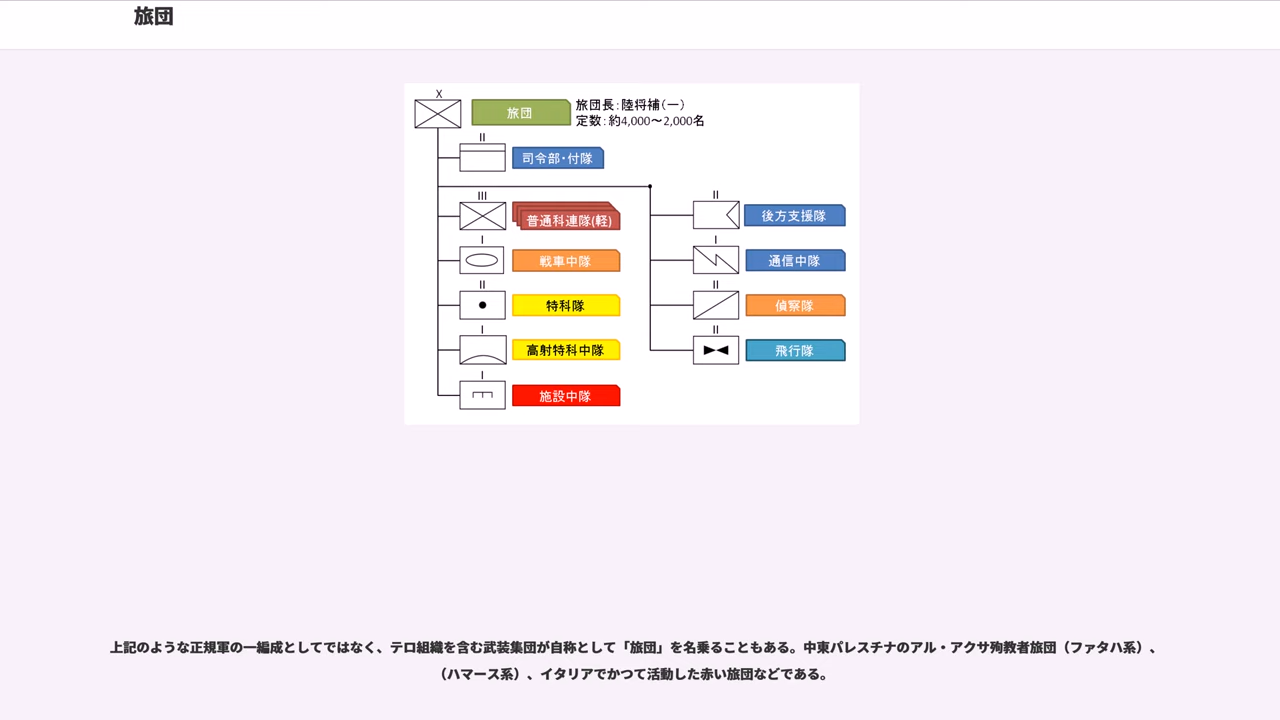 旅団
X
旅団
旅団長：陸将補（一）
定数：約4,000～2,000名
II
司令部・付隊
III
普通科連隊(軽)
I
戦車中隊
II
特科隊
I
高射特科中隊
I
施設中隊
II
後方支援隊
I
通信中隊
II
偵察隊
II
飛行隊
上記のような正規軍の一編成としてではなく、テロ組織を含む武装集団が自称として「旅団」を名乗ることもある。中東パレスチナのアル・アクサ殉教者旅団（ファタハ系）、
（ハマース系）、イタリアでかつて活動した赤い旅団などである。